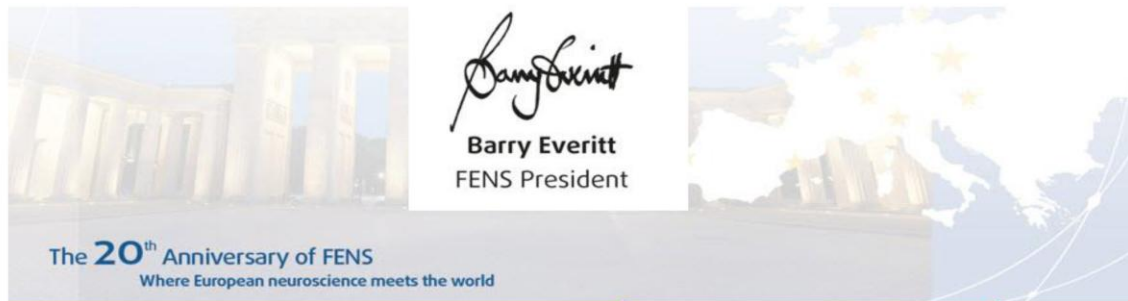 Barry Everitt
Barry Everitt
FENS President
The 20th Anniversary of FENS
Where European neuroscience meets the world